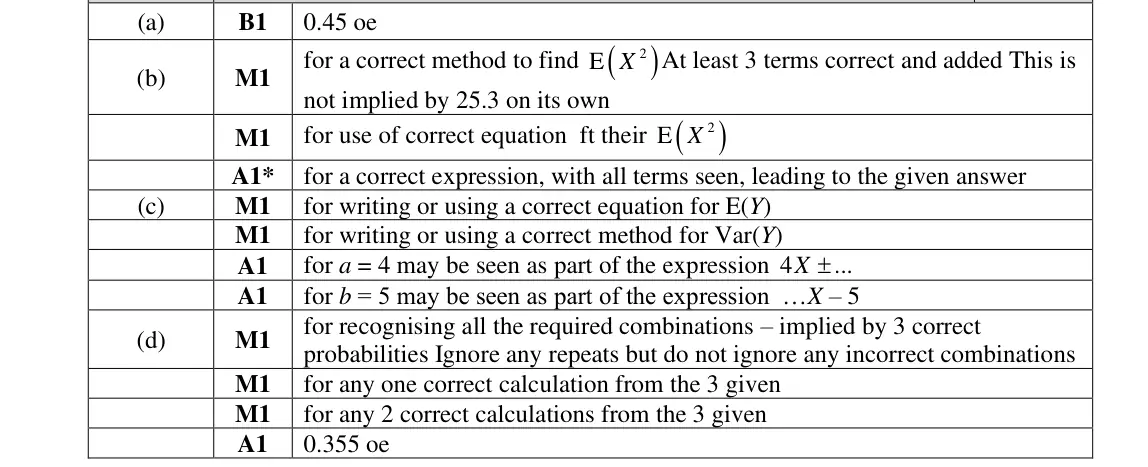 (a) B1 0.45 oe
(b) M1 for a correct method to find E(X²)At least 3 terms correct and added This is
not implied by 25.3 on its own
M1 for use of correct equation ft their E(X²)
A1* for a correct expression, with all terms seen, leading to the given answer
(c) M1 for writing or using a correct equation for E(Y)
M1 for writing or using a correct method for Var(Y)
A1 for a = 4 may be seen as part of the expression 4X ±...
A1 for b = 5 may be seen as part of the expression …X – 5
(d) M1 for recognising all the required combinations – implied by 3 correct
probabilities Ignore any repeats but do not ignore any incorrect combinations
M1 for any one correct calculation from the 3 given
M1 for any 2 correct calculations from the 3 given
A1 0.355 oe